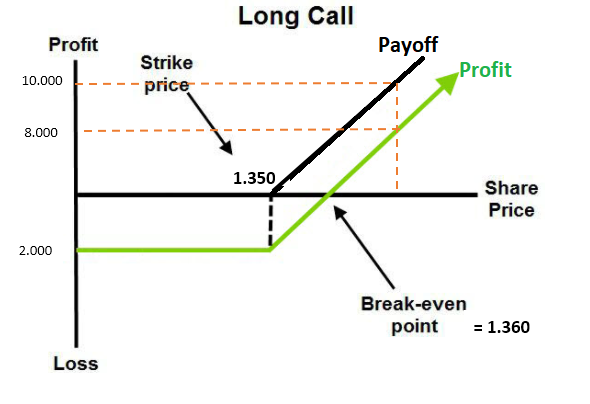 Long Call
Profit
Payoff
Strike
price
Profit
10.000
8.000
1.350
Share
Price
2.000
Break-even
point
= 1.360
Loss